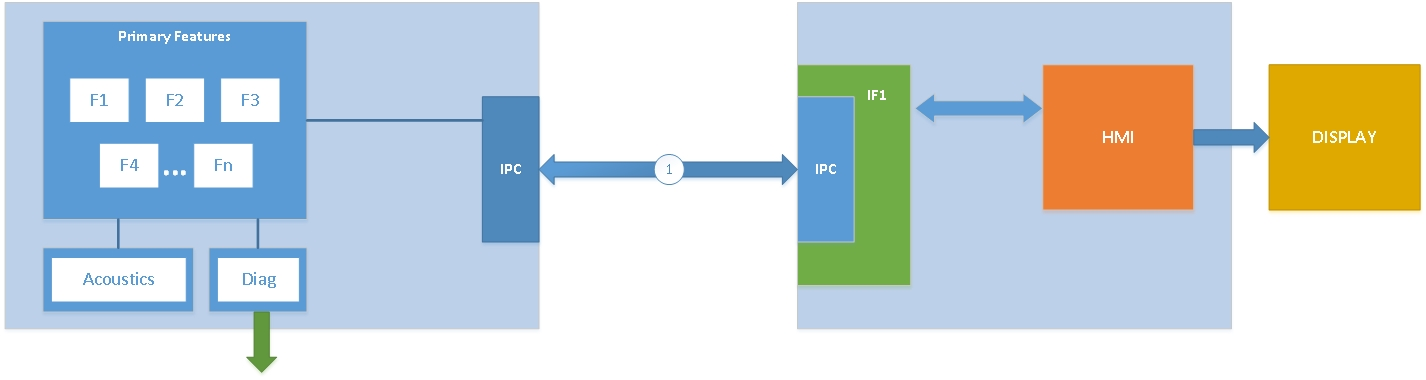 Primary Features
F1 F2 F3
F4 ... Fn
Acoustics
Diag
IPC
1
IPC
IF1
HMI
DISPLAY